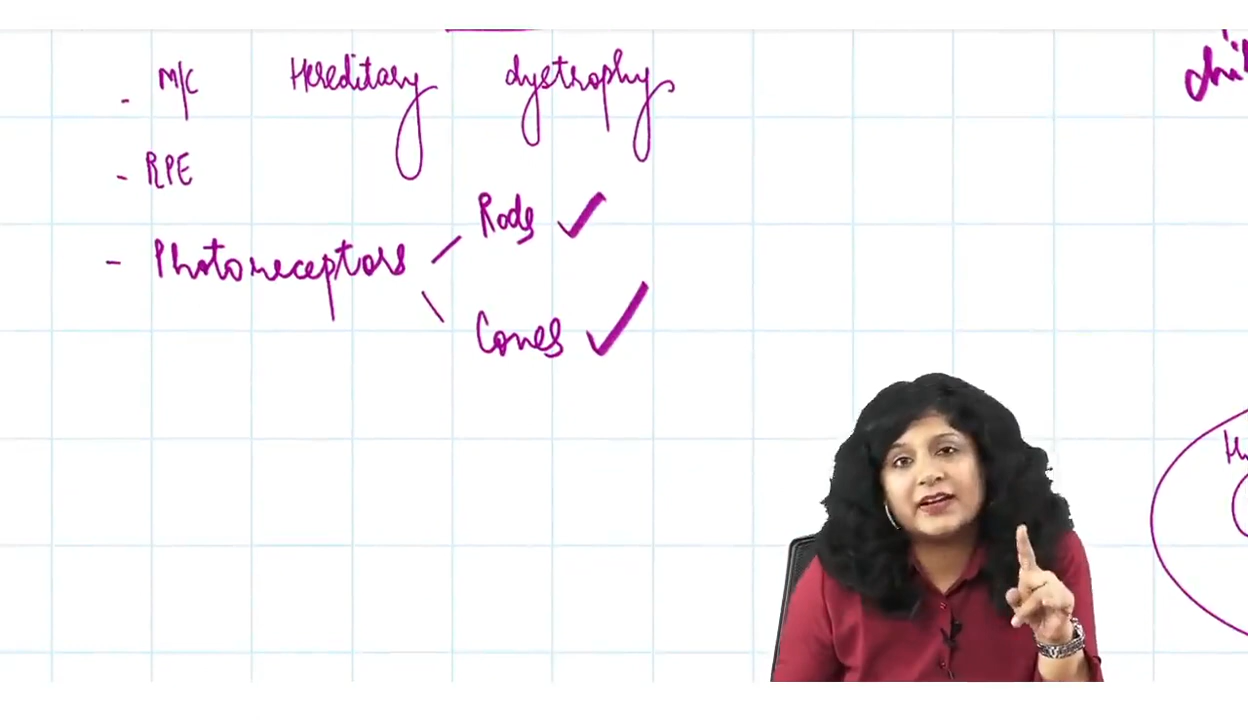 - M/C Hereditary dystrophy
- RPE
- Photoreceptors
Rods ✓
Cones ✓